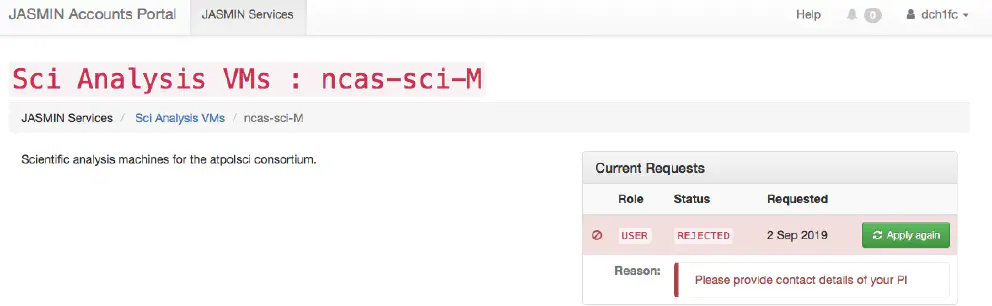 JASMIN Accounts Portal JASMIN Services Help 0 dch1fc
Sci Analysis VMs : ncas-sci-M
JASMIN Services / Sci Analysis VMs / ncas-sci-M
Scientific analysis machines for the atpolsci consortium.
Current Requests
Role Status Requested
USER REJECTED 2 Sep 2019 Apply again
Reason: Please provide contact details of your PI